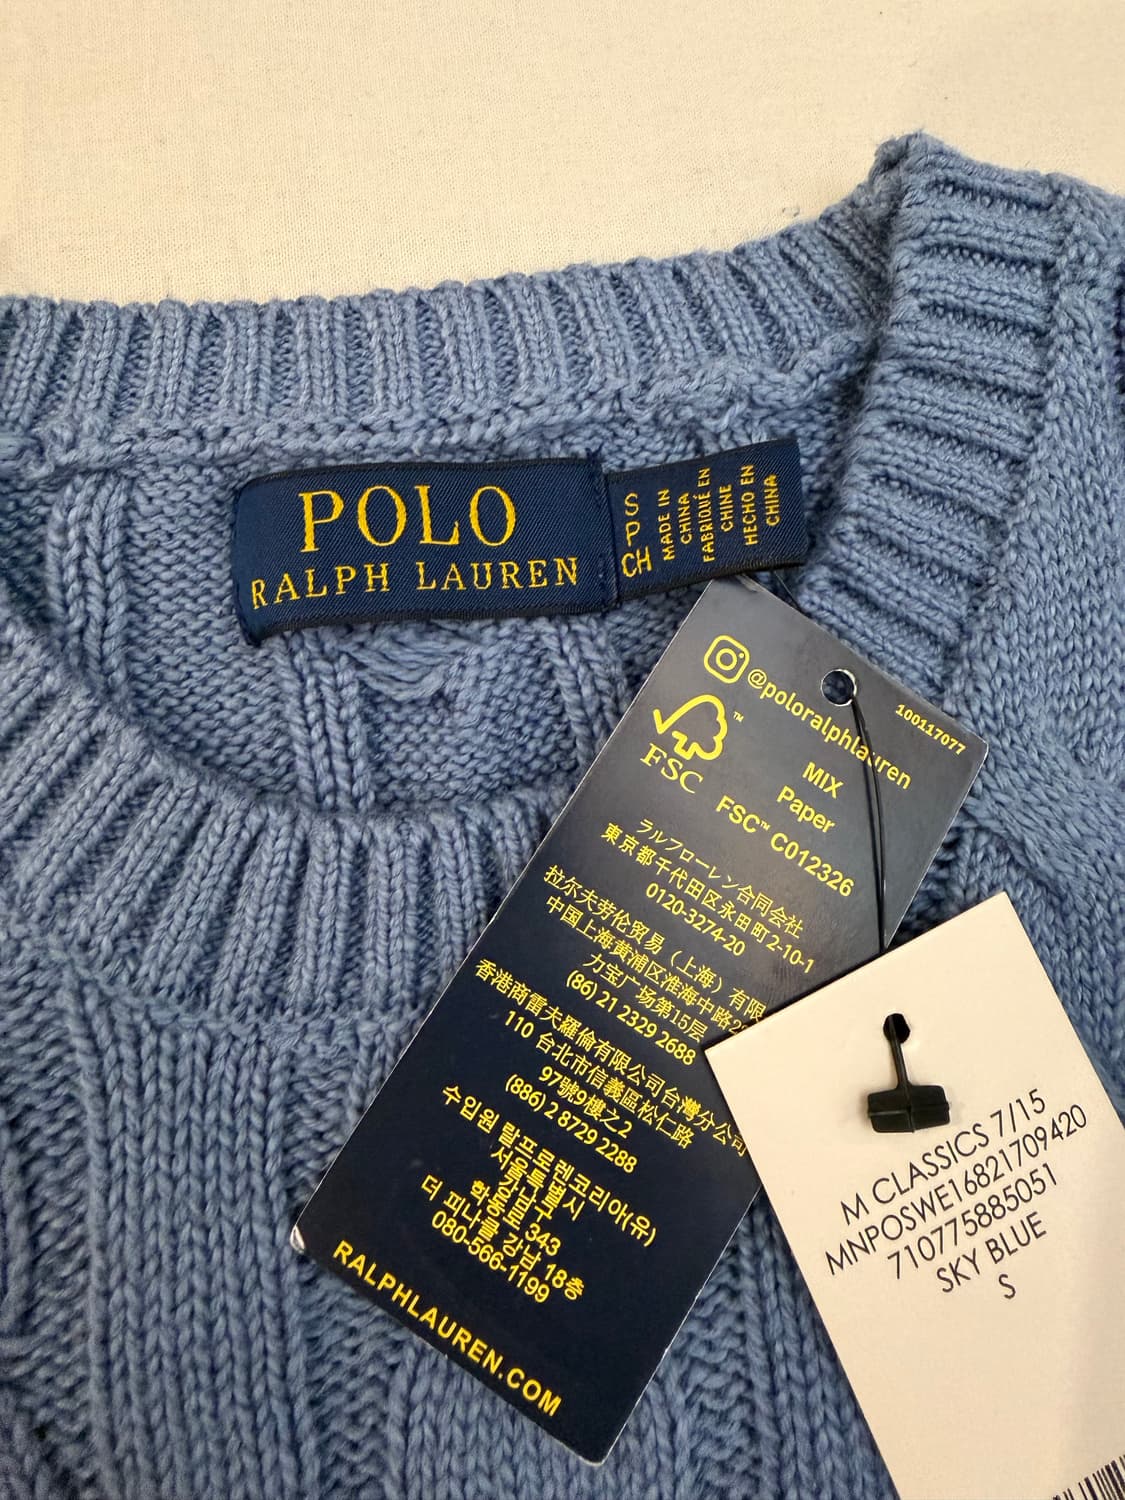 POLO
RALPH LAUREN
S
P
CH
MADE IN
CHINA
FABRIQUÉ EN
CHINE
HECHO EN
CHINA
@poloralphlauren
100117077
FSC™
MIX
Paper
FSC™ C012326
ラルフローレン合同会社
東京都千代田区永田町2-10-1
0120-3274-20
拉尔夫劳伦贸易（上海）有限
中国上海黄浦区淮海中路2
力宝广场第15层
(86) 21 2329 2688
香港商雷夫羅倫有限公司台灣分公司
110 台北市信義區松仁路
97號9樓之2
(886) 2 8729 2288
수입원 랄프로렌코리아(유)
서울특별시
강남구
학동로 343
더 피나클 강남 18층
080-566-1199
RALPHLAUREN.COM
M CLASSICS 7/15
MNPOSWE16821709420
710775885051
SKY BLUE
S